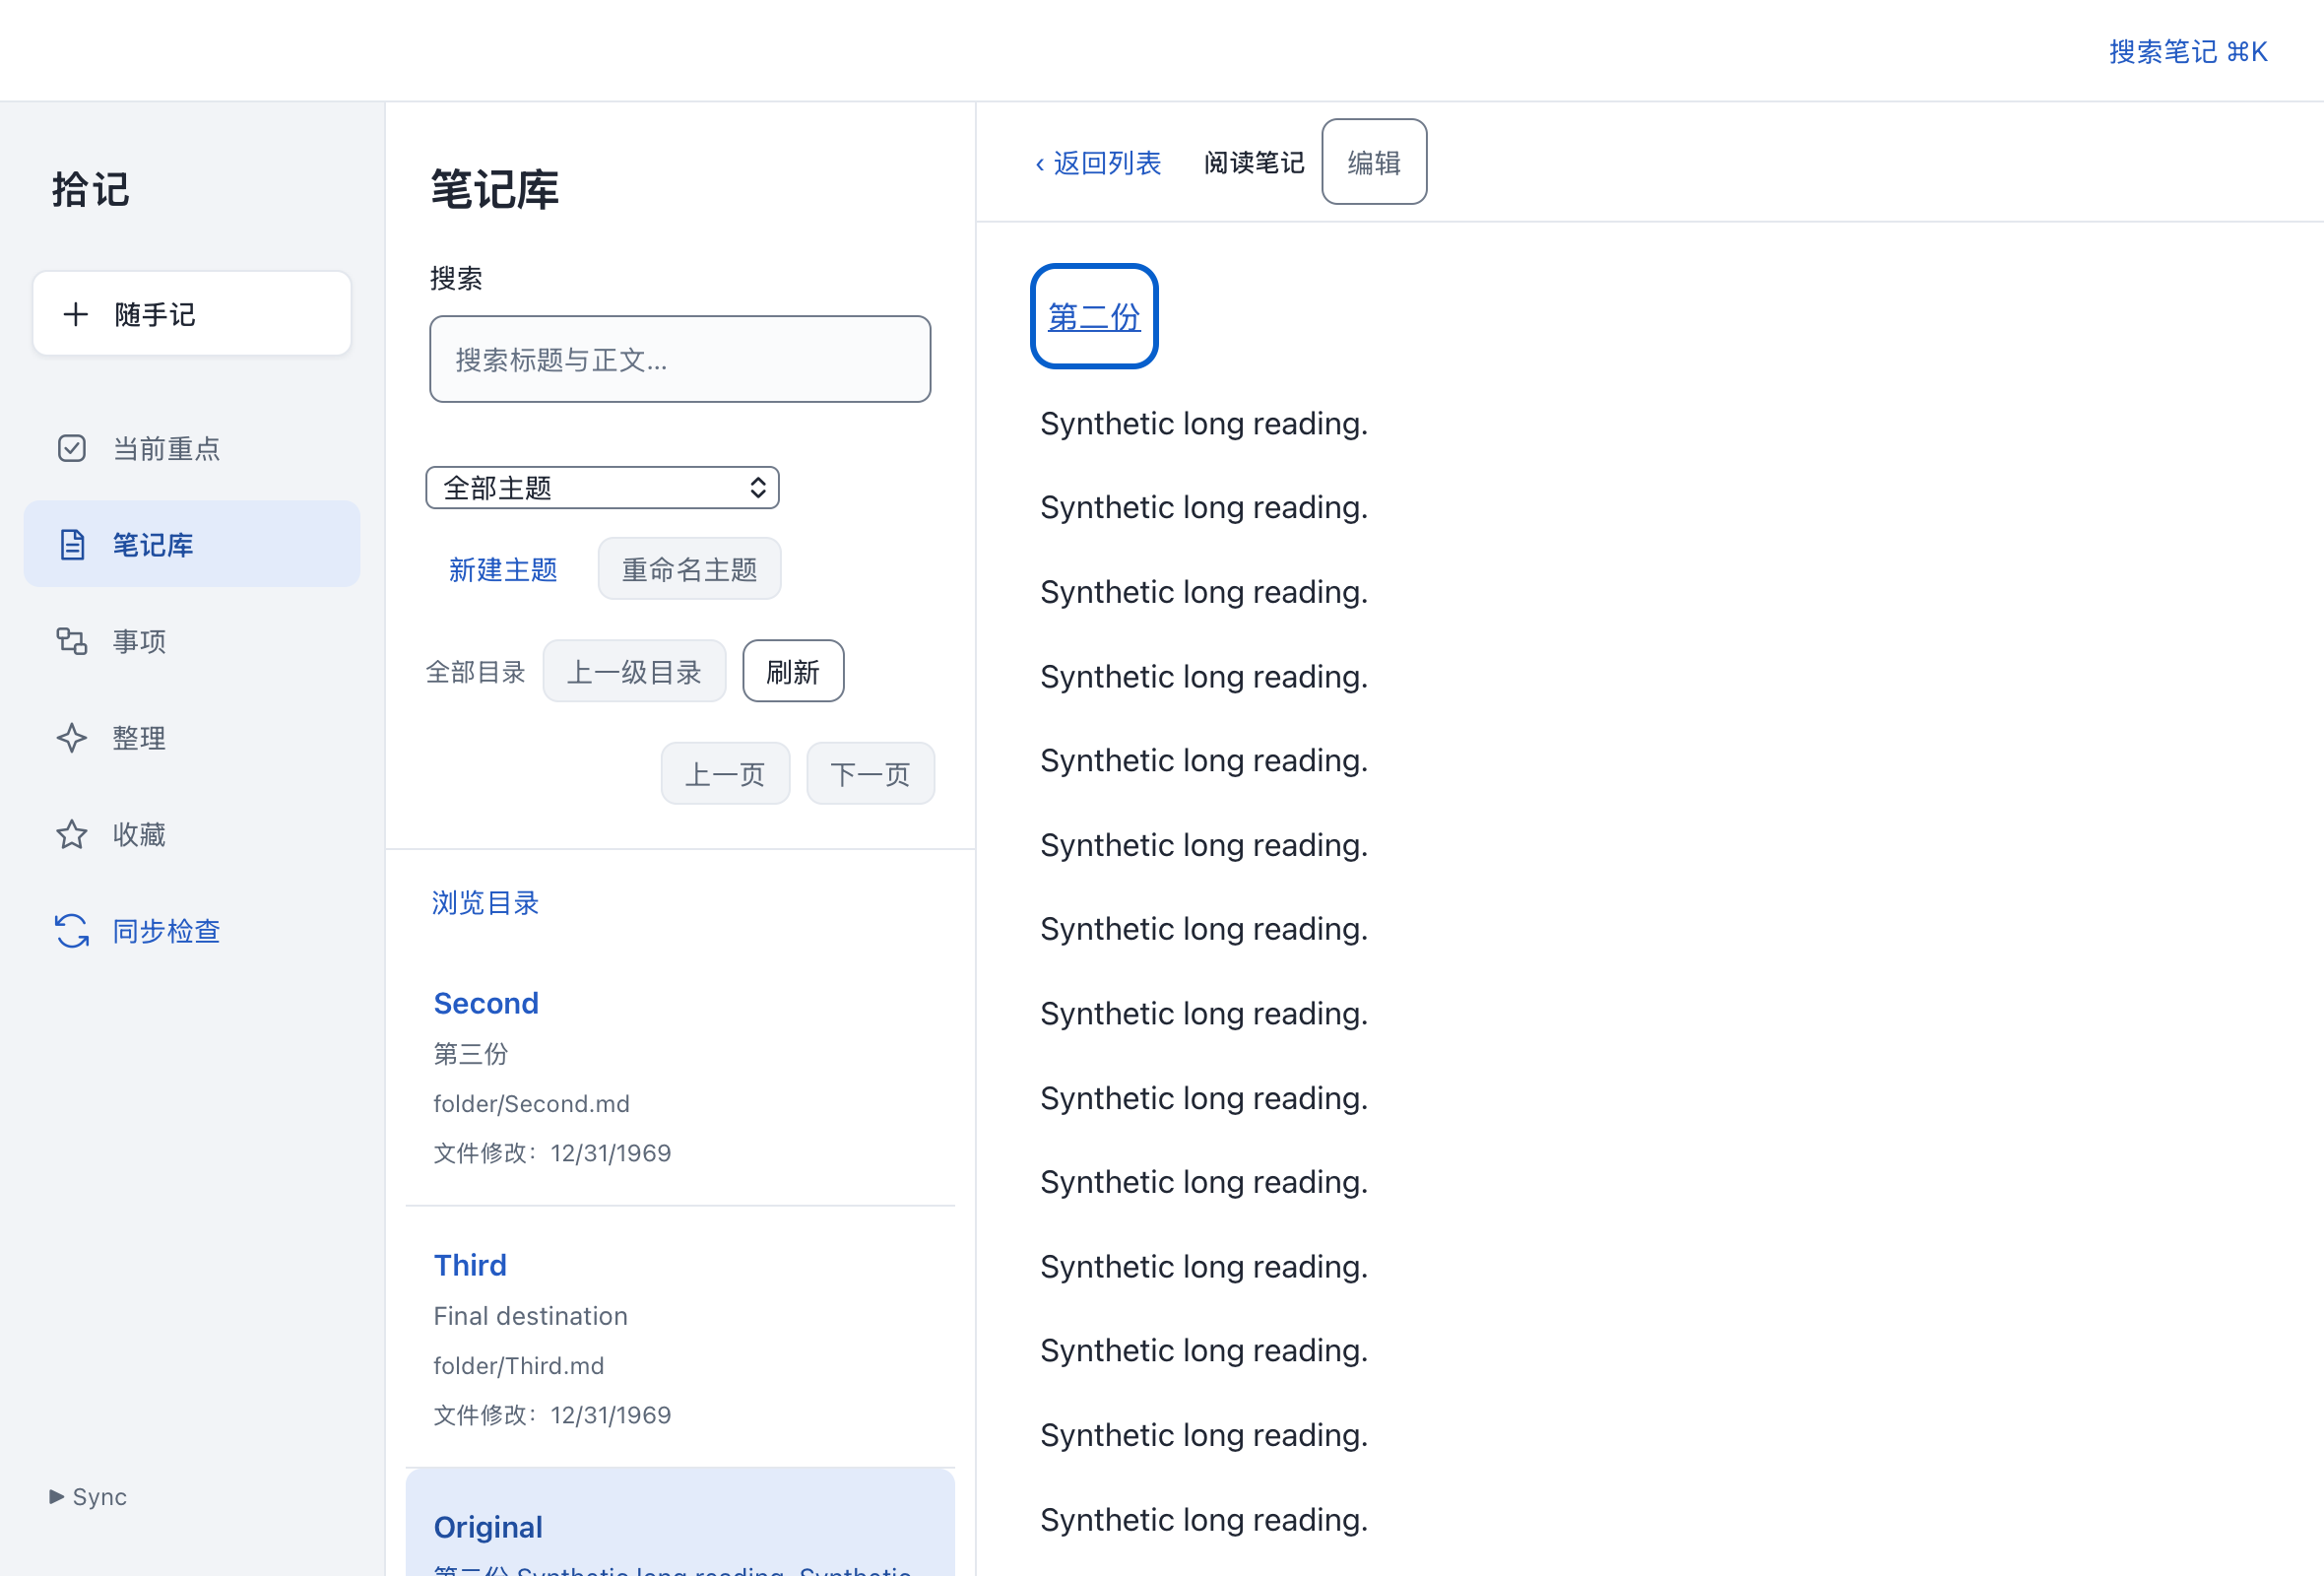 搜索笔记 ⌘K
拾记
随手记
当前重点
笔记库
事项
整理
收藏
同步检查
Sync
笔记库
搜索
搜索标题与正文...
全部主题
新建主题 重命名主题
全部目录 上一级目录 刷新
上一页 下一页
浏览目录
Second
第三份
folder/Second.md
文件修改：12/31/1969
Third
Final destination
folder/Third.md
文件修改：12/31/1969
Original
第二份 Synthetic long reading. Synthetic
‹ 返回列表 阅读笔记 编辑
第二份
Synthetic long reading.
Synthetic long reading.
Synthetic long reading.
Synthetic long reading.
Synthetic long reading.
Synthetic long reading.
Synthetic long reading.
Synthetic long reading.
Synthetic long reading.
Synthetic long reading.
Synthetic long reading.
Synthetic long reading.
Synthetic long reading.
Synthetic long reading.